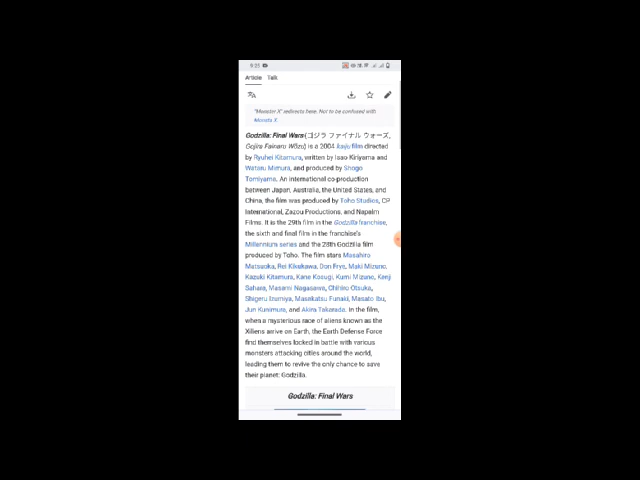 9:25
Article Talk
"Monster X" redirects here. Not to be confused with
Monsta X.
Godzilla: Final Wars (ゴジラ ファイナル ウォーズ,
Gojira Fainaru Wōzu) is a 2004 kaiju film directed
by Ryuhei Kitamura, written by Isao Kiriyama and
Wataru Mimura, and produced by Shogo
Tomiyama. An international co-production
between Japan, Australia, the United States, and
China, the film was produced by Toho Studios, CP
International, Zazou Productions, and Napalm
Films. It is the 29th film in the Godzilla franchise,
the sixth and final film in the franchise's
Millennium series and the 28th Godzilla film
produced by Toho. The film stars Masahiro
Matsuoka, Rei Kikukawa, Don Frye, Maki Mizuno,
Kazuki Kitamura, Kane Kosugi, Kumi Mizuno, Kenji
Sahara, Masami Nagasawa, Chihiro Otsuka,
Shigeru Izumiya, Masakatsu Funaki, Masato Ibu,
Jun Kunimura, and Akira Takarada. In the film,
when a mysterious race of aliens known as the
Xiliens arrive on Earth, the Earth Defense Force
find themselves locked in battle with various
monsters attacking cities around the world,
leading them to revive the only chance to save
their planet: Godzilla.
Godzilla: Final Wars